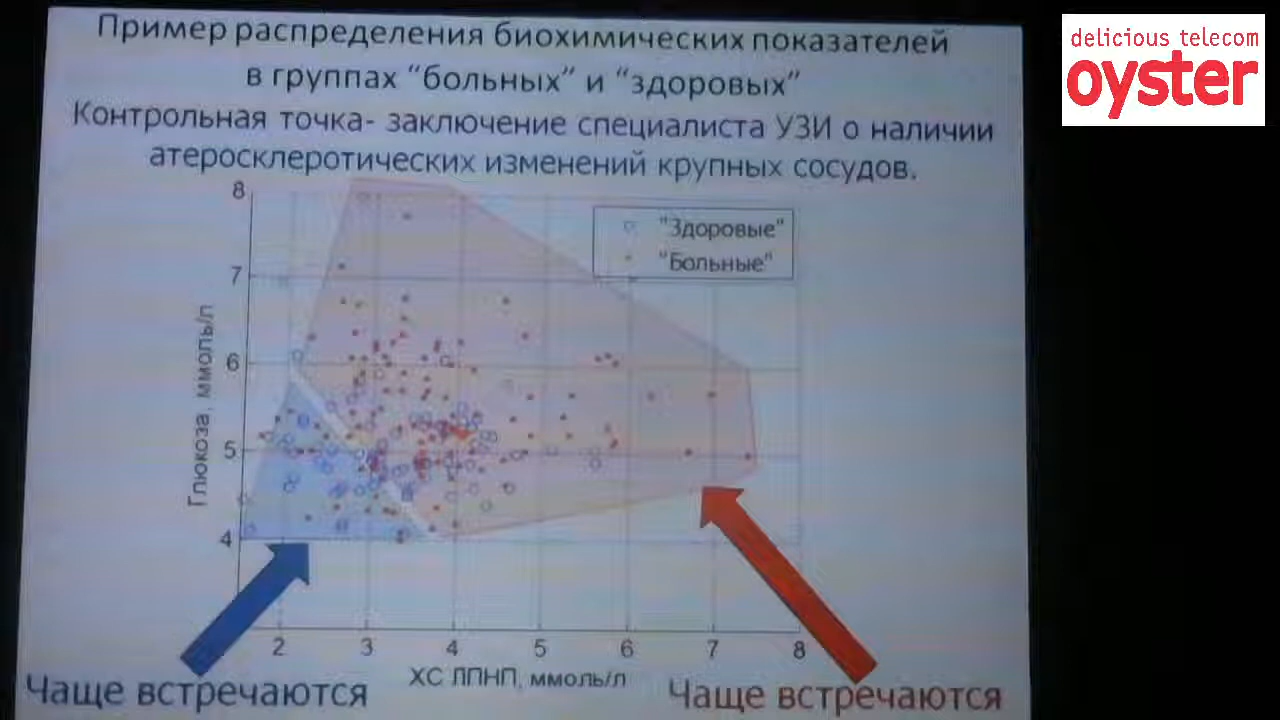 Пример распределения биохимических показателей
в группах “больных” и “здоровых”
Контрольная точка- заключение специалиста УЗИ о наличии
атеросклеротических изменений крупных сосудов.
delicious telecom
oyster
"Здоровые"
"Больные"
Глюкоза, ммоль/л
8
7
6
5
4
2 3 4 5 6 7 8
ХС ЛПНП, ммоль/л
Чаще встречаются
Чаще встречаются